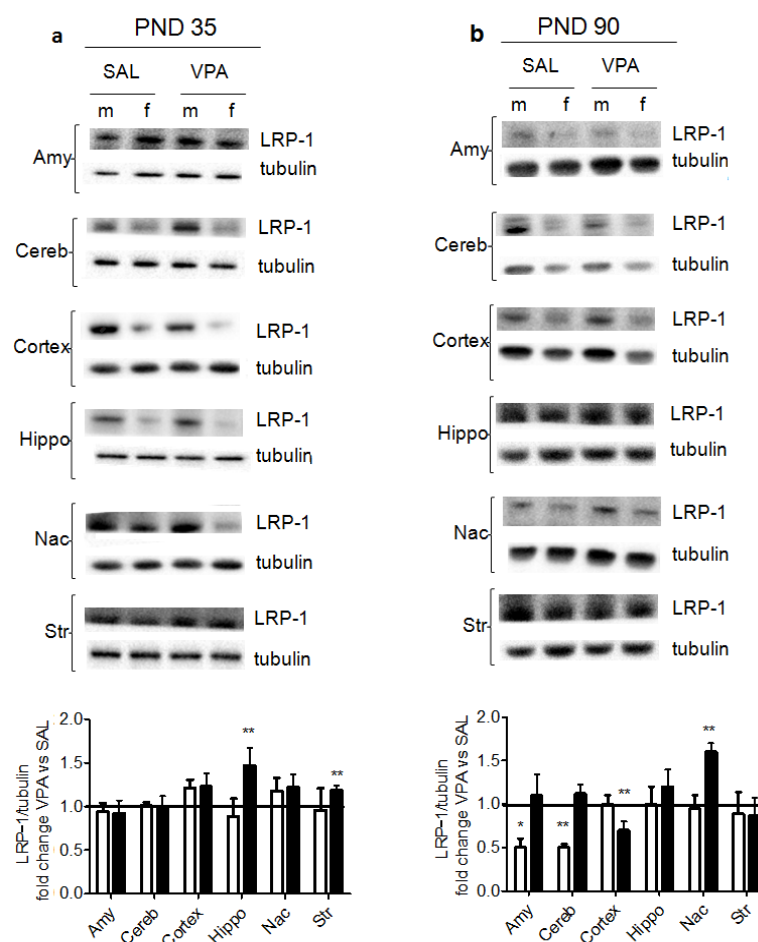 a
PND 35
SAL VPA
m f m f
Amy
LRP-1
tubulin
Cereb
LRP-1
tubulin
Cortex
LRP-1
tubulin
Hippo
LRP-1
tubulin
Nac
LRP-1
tubulin
Str
LRP-1
tubulin
LRP-1/tubulin
fold change VPA vs SAL
2.0
1.5
1.0
0.5
0.0
**
**
Amy Cereb Cortex Hippo Nac Str
b
PND 90
SAL VPA
m f m f
Amy
LRP-1
tubulin
Cereb
LRP-1
tubulin
Cortex
LRP-1
tubulin
Hippo
LRP-1
tubulin
Nac
LRP-1
tubulin
Str
LRP-1
tubulin
LRP-1/tubulin
fold change VPA vs SAL
2.0
1.5
1.0
0.5
0.0
*
**
**
**
Amy Cereb Cortex Hippo Nac Str